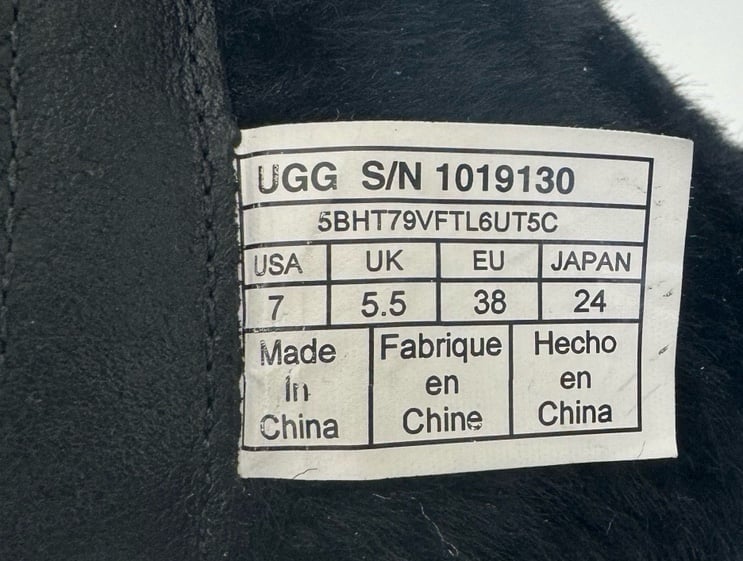 UGG S/N 1019130
5BHT79VFTL6UT5C
USA UK EU JAPAN
7 5.5 38 24
Made Fabrique Hecho
In en en
China Chine China